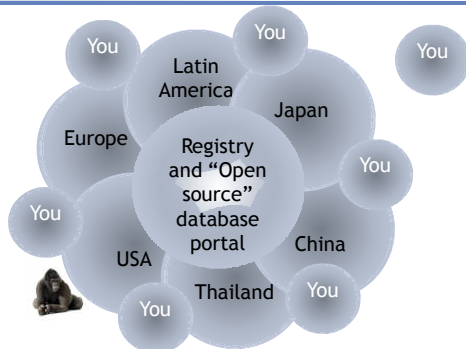 You
You
You
Latin
America
Japan
Europe
Registry
and “Open
source”
database
portal
You
You
USA
China
Thailand
You
You